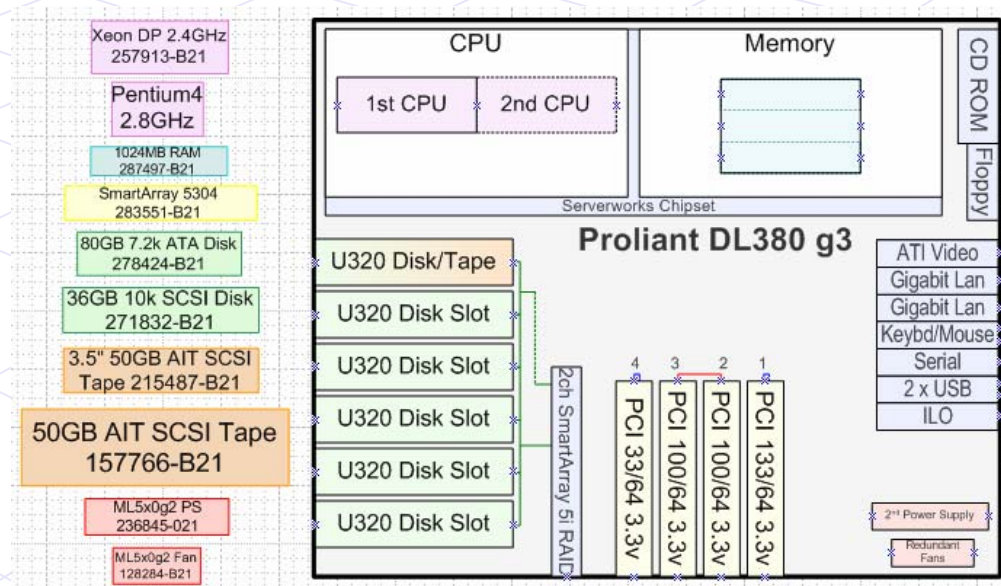 Xeon DP 2.4GHz
257913-B21
Pentium4
2.8GHz
1024MB RAM
287497-B21
SmartArray 5304
283551-B21
80GB 7.2k ATA Disk
278424-B21
36GB 10k SCSI Disk
271832-B21
3.5" 50GB AIT SCSI
Tape 215487-B21
50GB AIT SCSI Tape
157766-B21
ML5x0g2 PS
236845-021
ML5x0g2 Fan
128284-B21
CPU
1st CPU
2nd CPU
Memory
CD ROM
Floppy
Serverworks Chipset
Proliant DL380 g3
U320 Disk/Tape
U320 Disk Slot
U320 Disk Slot
U320 Disk Slot
U320 Disk Slot
U320 Disk Slot
2ch SmartArray 5i RAID
4
3
2
1
PCI 33/64 3.3v
PCI 100/64 3.3v
PCI 100/64 3.3v
PCI 133/64 3.3v
ATI Video
Gigabit Lan
Gigabit Lan
Keybd/Mouse
Serial
2 x USB
ILO
2nd Power Supply
Redundant
Fans